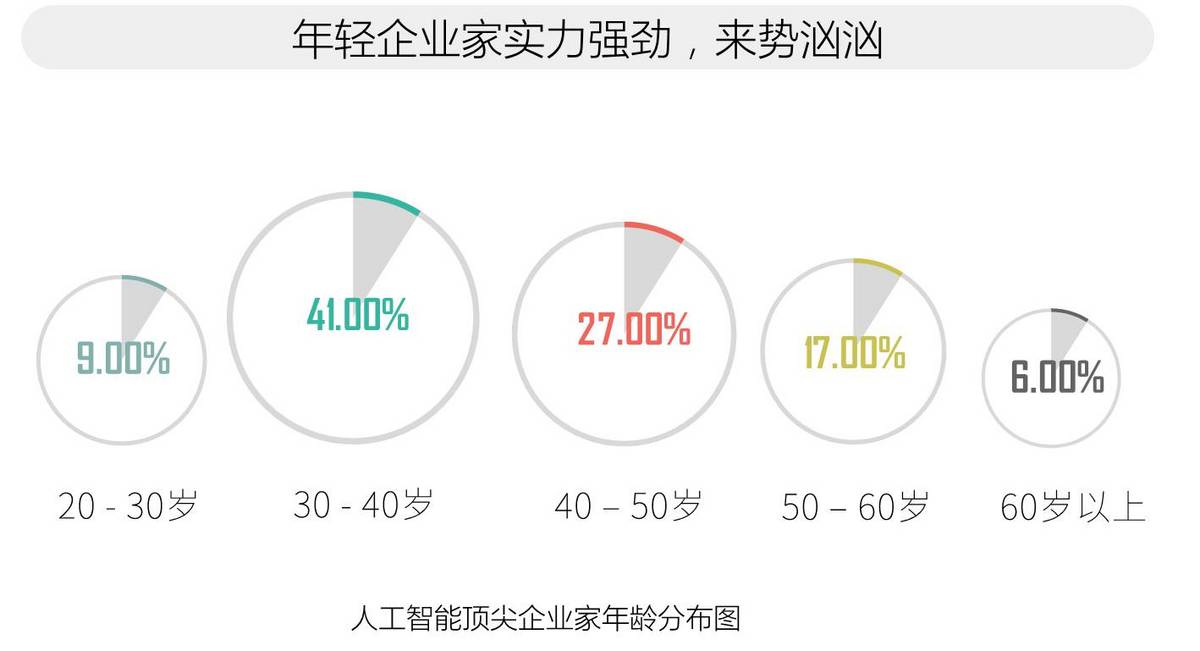 年轻企业家实力强劲，来势汹汹
9.00%
41.00%
27.00%
17.00%
6.00%
20 - 30岁
30 - 40岁
40 – 50岁
50 – 60岁
60岁以上
人工智能顶尖企业家年龄分布图